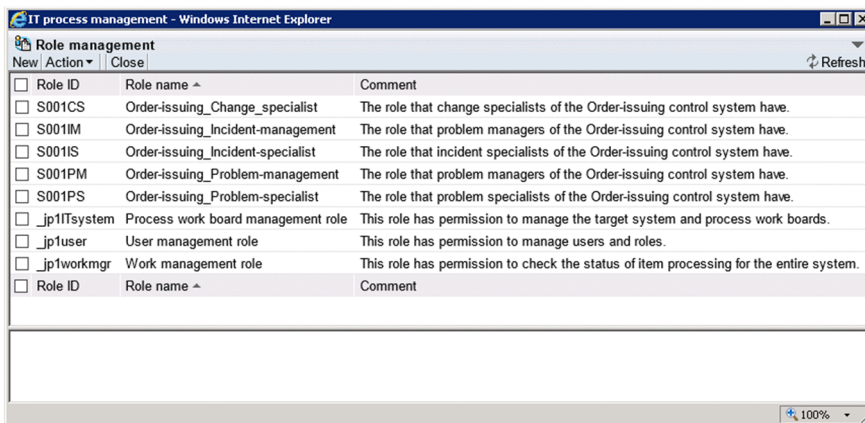 IT process management - Windows Internet Explorer
Role management
New Action Close Refresh
Role ID Role name Comment
S001CS Order-issuing_Change_specialist The role that change specialists of the Order-issuing control system have.
S001IM Order-issuing_Incident-management The role that problem managers of the Order-issuing control system have.
S001IS Order-issuing_Incident-specialist The role that incident specialists of the Order-issuing control system have.
S001PM Order-issuing_Problem-management The role that problem managers of the Order-issuing control system have.
S001PS Order-issuing_Problem-specialist The role that problem specialists of the Order-issuing control system have.
_jp1ITsystem Process work board management role This role has permission to manage the target system and process work boards.
_jp1user User management role This role has permission to manage users and roles.
_jp1workmgr Work management role This role has permission to check the status of item processing for the entire system.
Role ID Role name Comment
100%